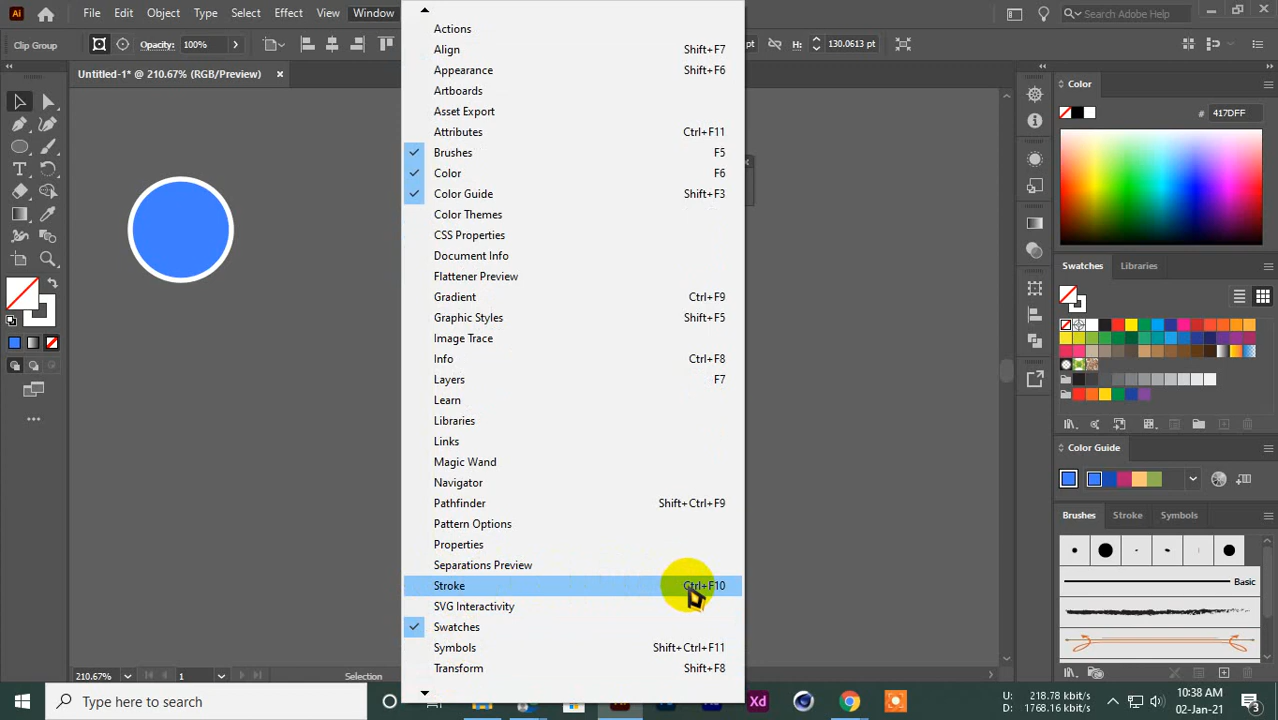 Ai
File
Edit
Object
Type
Select
Effect
View
Window
Search Adobe Help
Clip Group
Opacity:
100%
pt
H:
130.0613 pt
Untitled-1* @ 210.67% (RGB/Preview)
Actions
Align Shift+F7
Appearance Shift+F6
Artboards
Asset Export
Attributes Ctrl+F11
Brushes F5
Color F6
Color Guide Shift+F3
Color Themes
CSS Properties
Document Info
Flattener Preview
Gradient Ctrl+F9
Graphic Styles Shift+F5
Image Trace
Info Ctrl+F8
Layers F7
Learn
Libraries
Links
Magic Wand
Navigator
Pathfinder Shift+Ctrl+F9
Pattern Options
Properties
Separations Preview
Stroke Ctrl+F10
SVG Interactivity
Swatches
Symbols Shift+Ctrl+F11
Transform Shift+F8
Color
# 417DFF
Swatches
Libraries
Color Guide
Brushes
Stroke
Symbols
Basic
210.67%
1
Selection
Type here to search
Xd
U: 218.78 kbit/s
D: 1768.16 kbit/s
10:38 AM
02-Jan-21
3